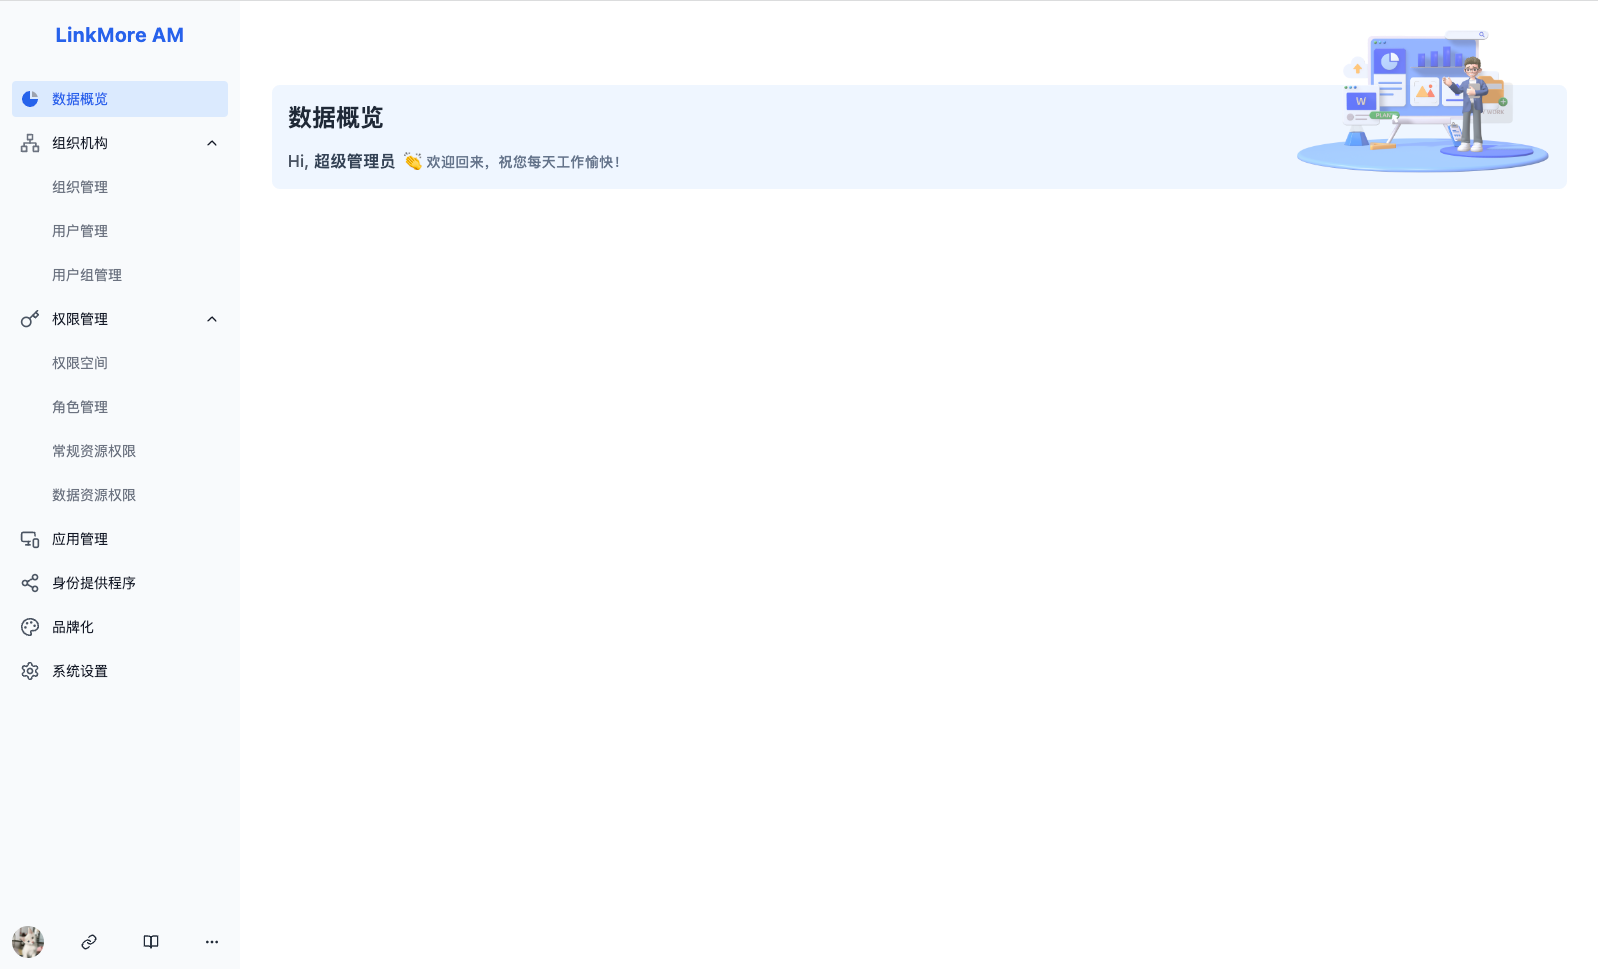 LinkMore AM
数据概览
组织机构
组织管理
用户管理
用户组管理
权限管理
权限空间
角色管理
常规资源权限
数据资源权限
应用管理
身份提供程序
品牌化
系统设置
数据概览
Hi, 超级管理员 👏 欢迎回来，祝您每天工作愉快！
W
PLAN
WORK